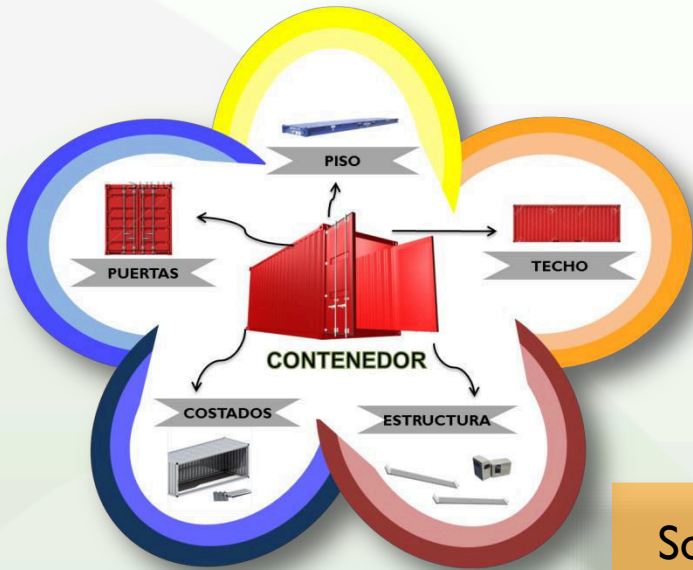 PISO
PUERTAS
TECHO
CONTENEDOR
COSTADOS
ESTRUCTURA